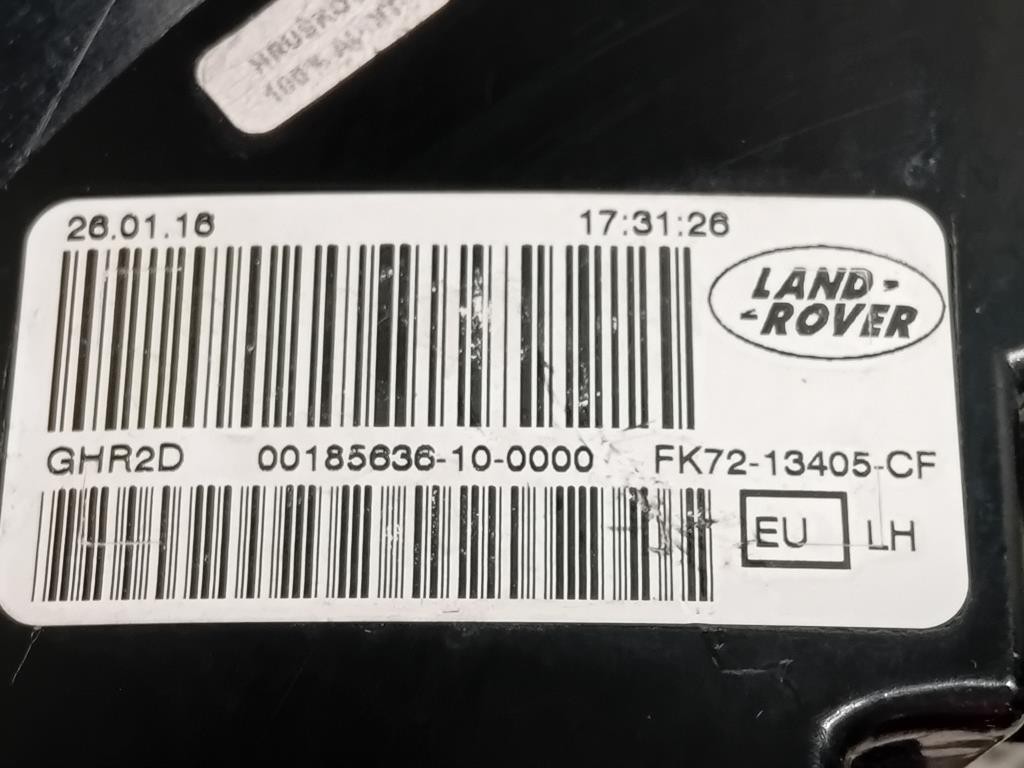 26.01.16 17:31:26
LAND-
-ROVER
GHR2D 00185636-10-0000 FK72-13405-CF
EU LH